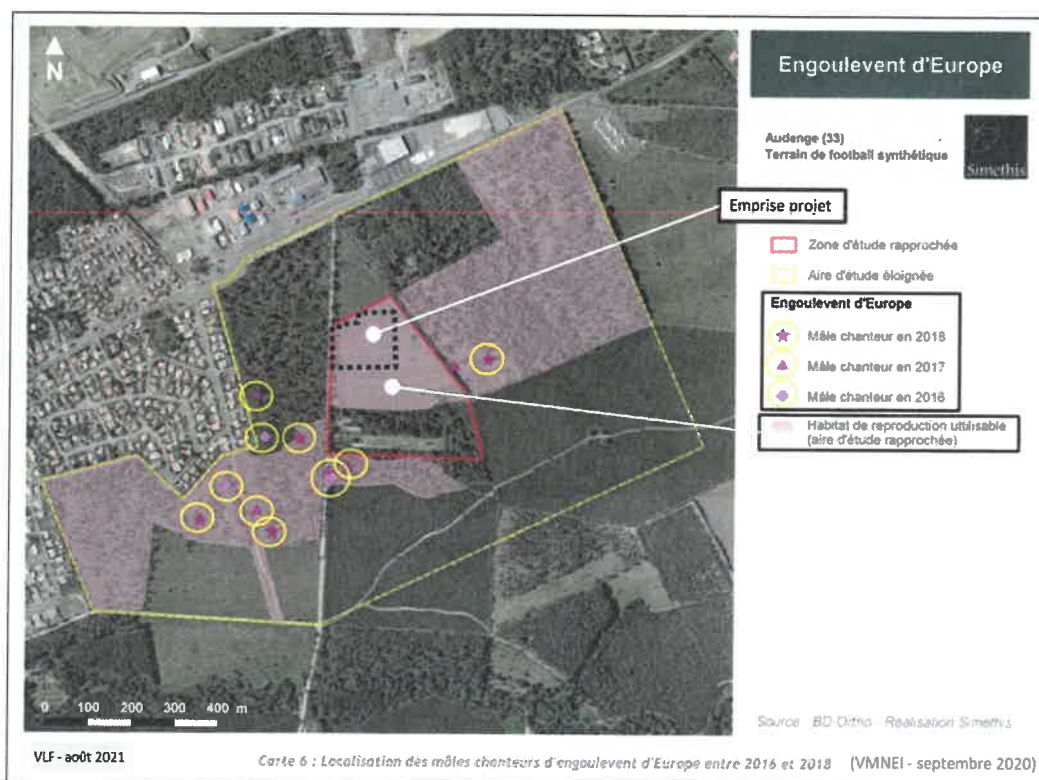 N
Engoulevent d'Europe
Audenge (33)
Terrain de football synthétique
Simethis
Emprise projet
Zone d'étude rapprochée
Aire d'étude éloignée
Engoulevent d'Europe
Mâle chanteur en 2018
Mâle chanteur en 2017
Mâle chanteur en 2016
Habitat de reproduction utilisable
(aire d'étude rapprochée)
0 100 200 300 400 m
Source : BD Ortho - Réalisation Simethis
VLF - août 2021
Carte 6 : Localisation des mâles chanteurs d'engoulevent d'Europe entre 2016 et 2018 (VMNEI - septembre 2020)